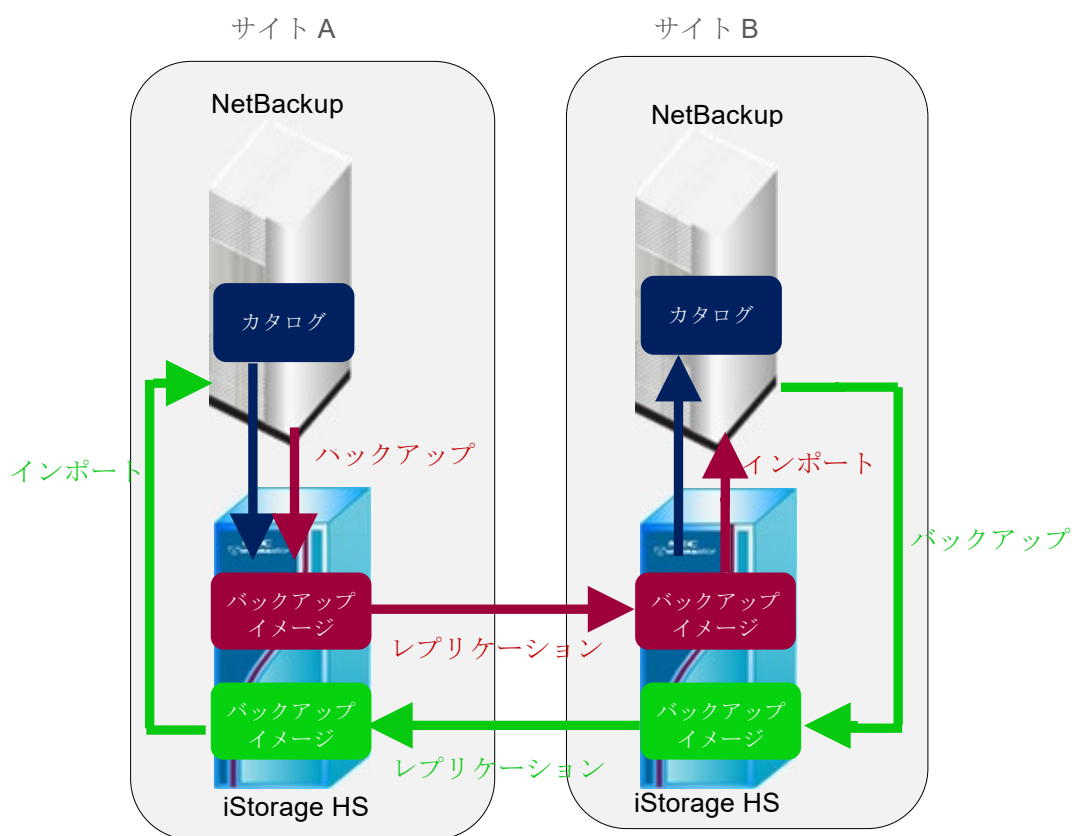 サイト A
サイト B
NetBackup
NetBackup
カタログ
カタログ
インポート
バックアップ
インポート
バックアップ
バックアップ
イメージ
バックアップ
イメージ
レプリケーション
バックアップ
イメージ
バックアップ
イメージ
レプリケーション
iStorage HS
iStorage HS